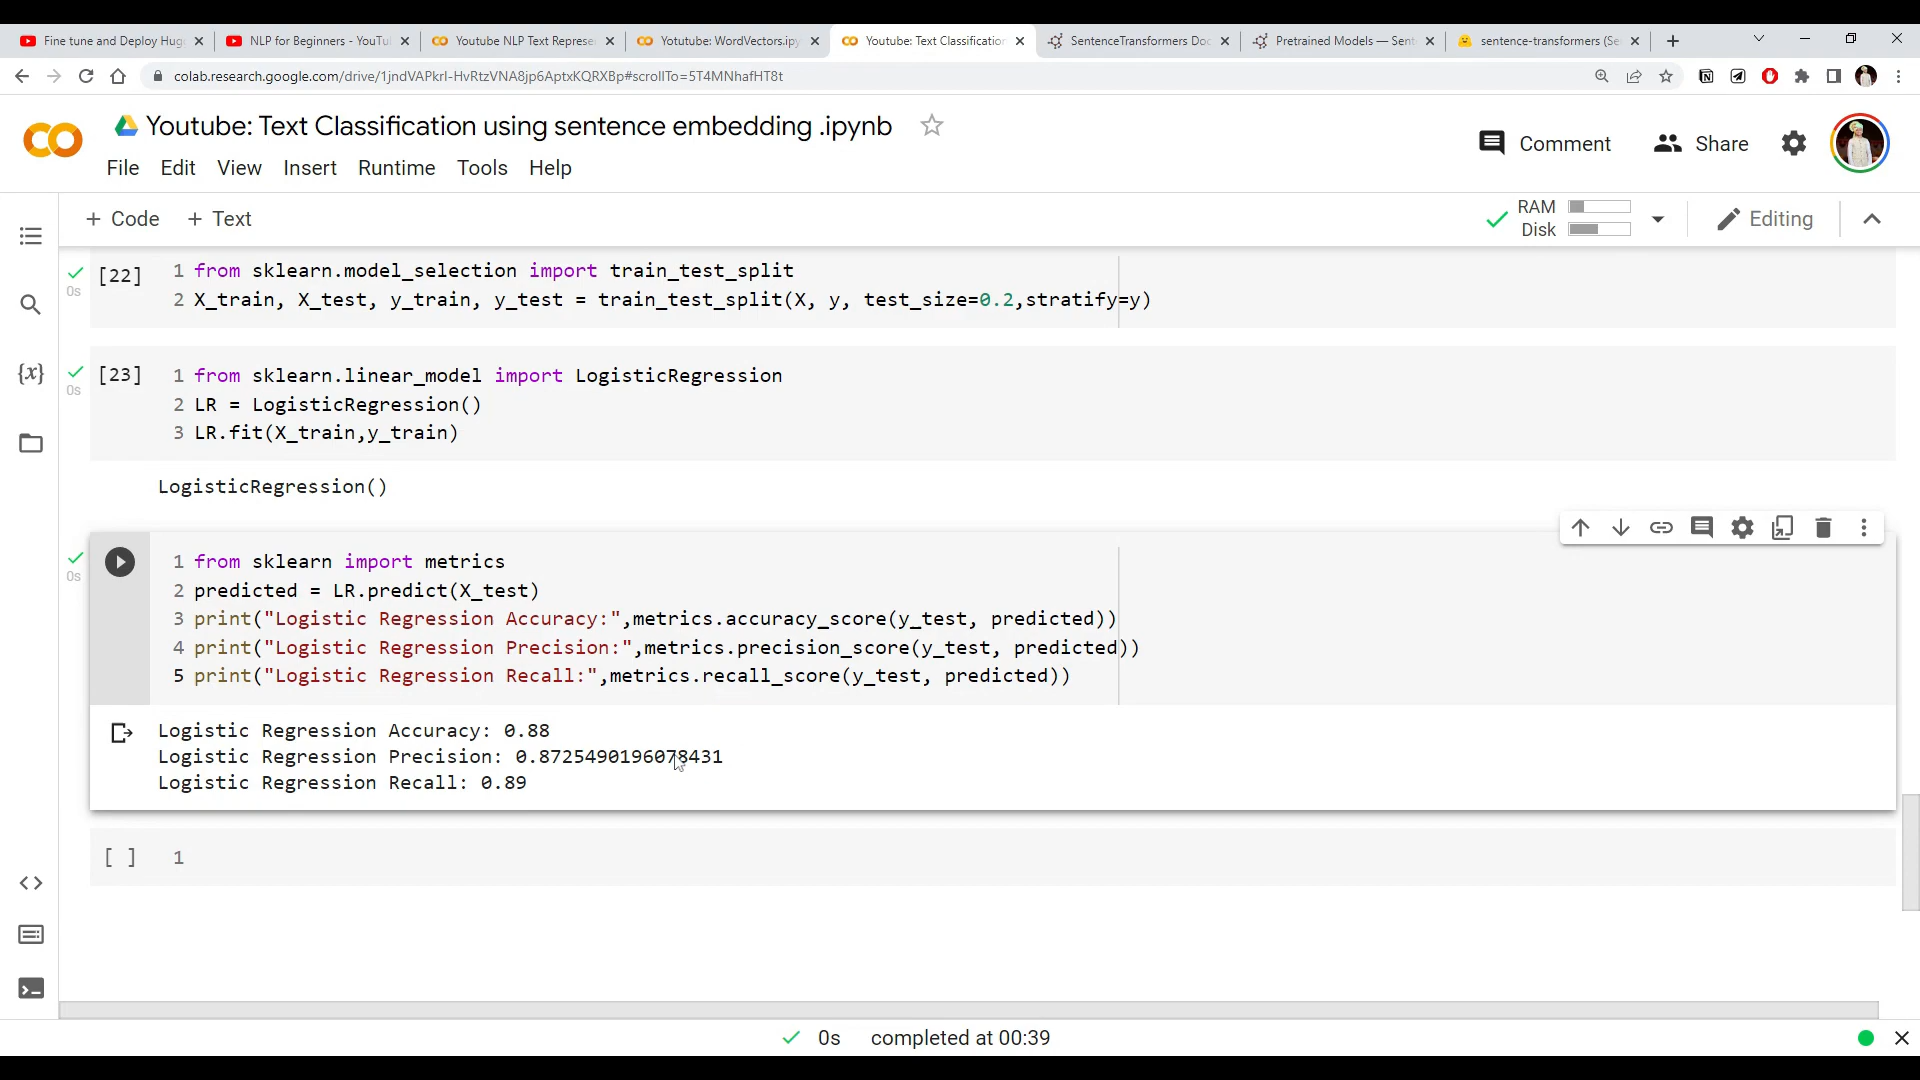 Fine tune and Deploy Hug
NLP for Beginners - YouTu
Youtube NLP Text Represe
Yotutube: WordVectors.ipy
Youtube: Text Classification
SentenceTransformers Doc
Pretrained Models — Sent
sentence-transformers (Se
colab.research.google.com/drive/1jndVAPkrI-HvRtzVNA8jp6AptxKQRXBp#scrollTo=5T4MNhafHT8t
Youtube: Text Classification using sentence embedding .ipynb
File Edit View Insert Runtime Tools Help
Comment
Share
+ Code + Text
RAM
Disk
Editing
[22]
0s
1 from sklearn.model_selection import train_test_split
2 X_train, X_test, y_train, y_test = train_test_split(X, y, test_size=0.2,stratify=y)
[23]
0s
1 from sklearn.linear_model import LogisticRegression
2 LR = LogisticRegression()
3 LR.fit(X_train,y_train)
LogisticRegression()
0s
1 from sklearn import metrics
2 predicted = LR.predict(X_test)
3 print("Logistic Regression Accuracy:",metrics.accuracy_score(y_test, predicted))
4 print("Logistic Regression Precision:",metrics.precision_score(y_test, predicted))
5 print("Logistic Regression Recall:",metrics.recall_score(y_test, predicted))
Logistic Regression Accuracy: 0.88
Logistic Regression Precision: 0.8725490196078431
Logistic Regression Recall: 0.89
[ ] 1
0s completed at 00:39